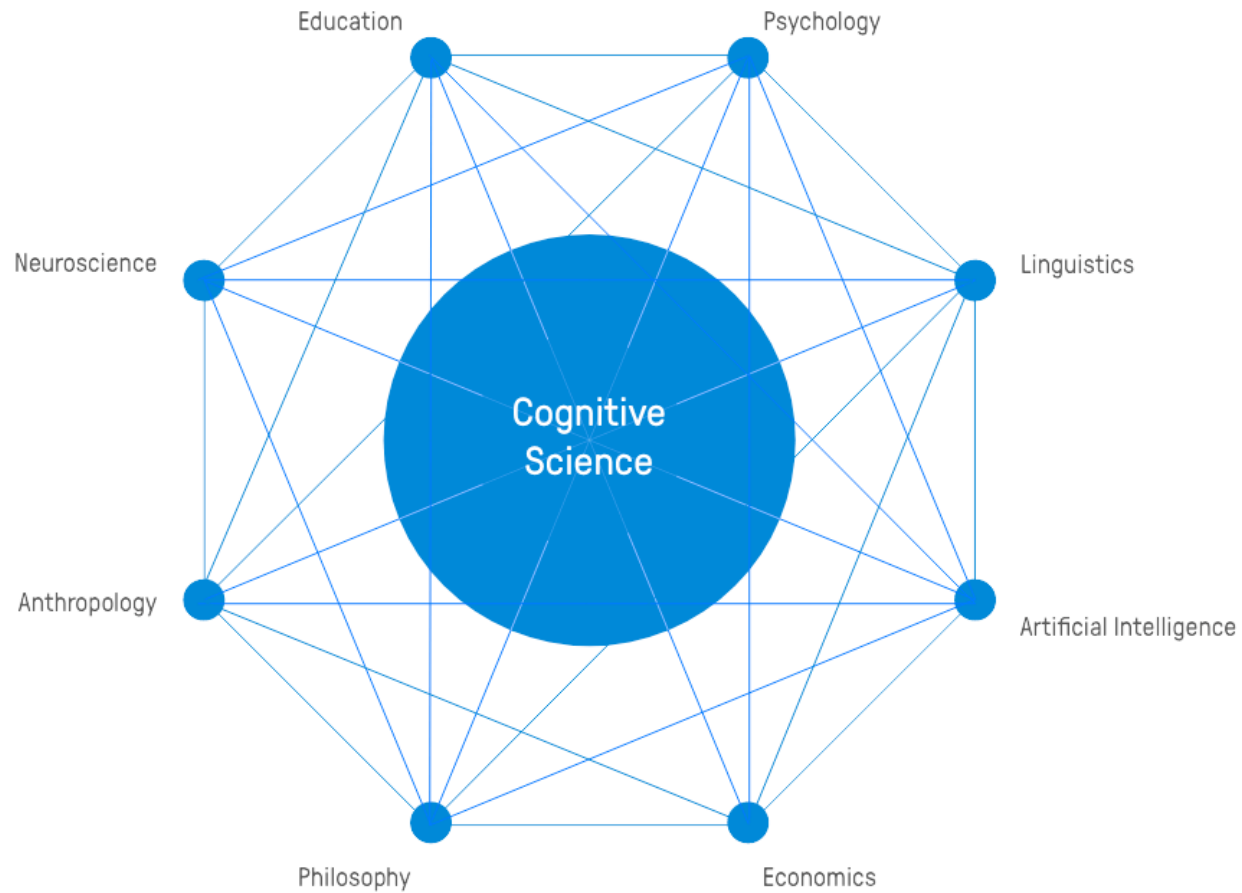 Education
Psychology
Neuroscience
Linguistics
Cognitive
Science
Anthropology
Artificial Intelligence
Philosophy
Economics